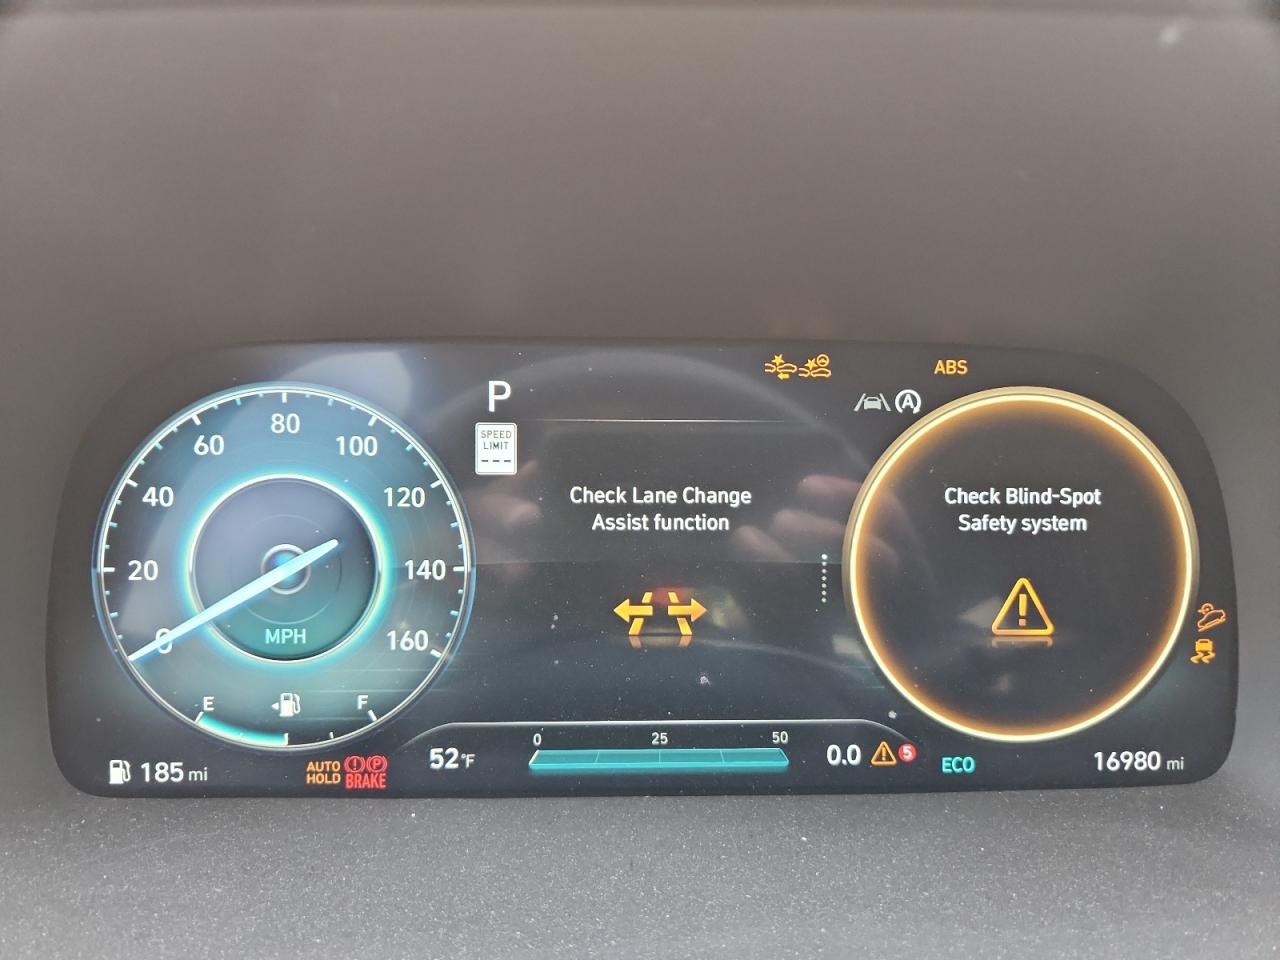 ABS
P
A
SPEED
LIMIT
---
0
20
40
60
80
100
120
140
160
MPH
Check Lane Change
Assist function
Check Blind-Spot
Safety system
E
F
185 mi
AUTO
HOLD
P
BRAKE
52°F
0
25
50
0.0
5
ECO
16980 mi